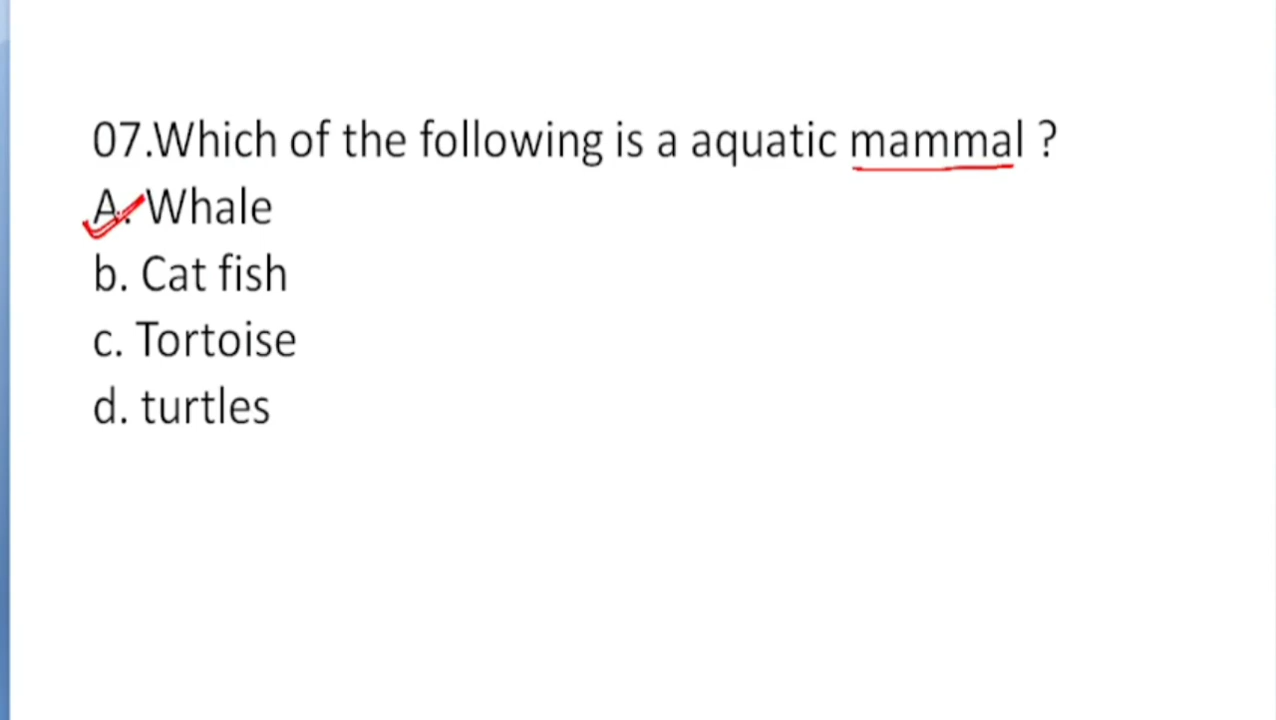 07.Which of the following is a aquatic mammal ?
A. Whale
b. Cat fish
c. Tortoise
d. turtles